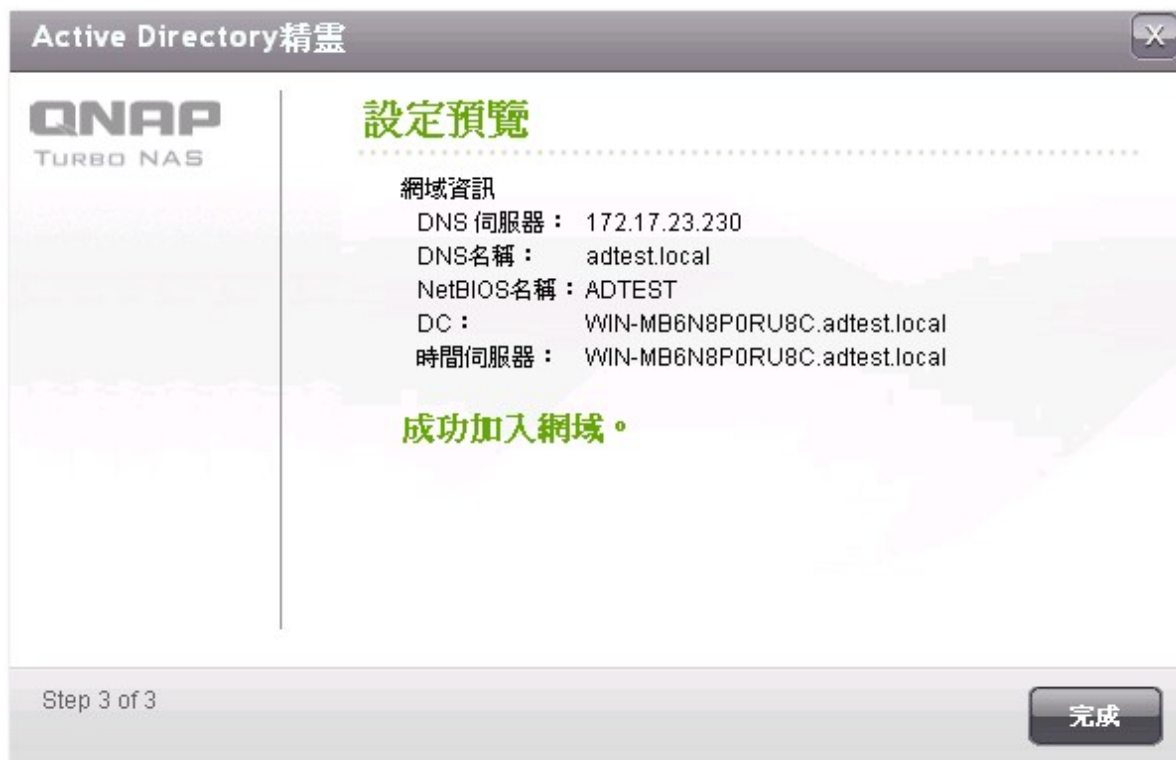 Active Directory精靈
X
QNAP
TURBO NAS
設定預覽
網域資訊
DNS 伺服器： 172.17.23.230
DNS名稱： adtest.local
NetBIOS名稱： ADTEST
DC： WIN-MB6N8P0RU8C.adtest.local
時間伺服器： WIN-MB6N8P0RU8C.adtest.local
成功加入網域。
Step 3 of 3
完成